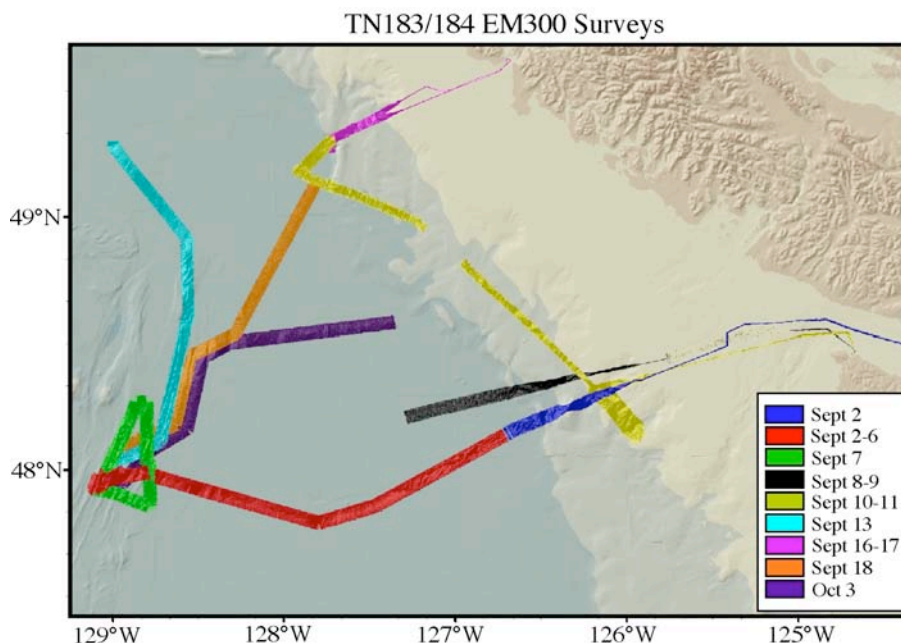 TN183/184 EM300 Surveys
49°N
48°N
Sept 2
Sept 2-6
Sept 7
Sept 8-9
Sept 10-11
Sept 13
Sept 16-17
Sept 18
Oct 3
129°W
128°W
127°W
126°W
125°W